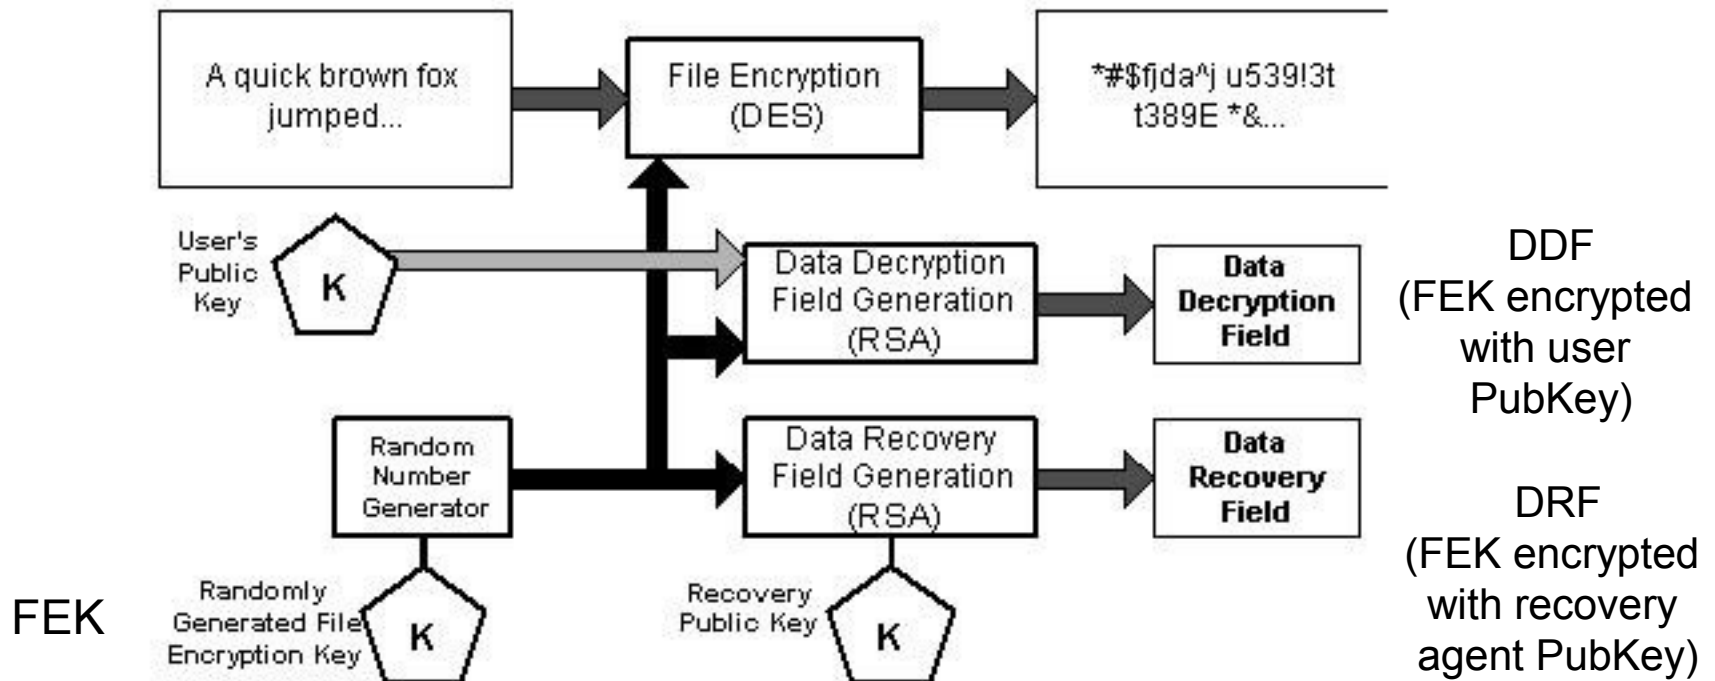 A quick brown fox
jumped...
File Encryption
(DES)
*#$fjda^j u539!3t
t389E *&...
User's
Public
Key
K
Data Decryption
Field Generation
(RSA)
Data
Decryption
Field
DDF
(FEK encrypted
with user
PubKey)
Random
Number
Generator
Data Recovery
Field Generation
(RSA)
Data
Recovery
Field
DRF
(FEK encrypted
with recovery
agent PubKey)
FEK
Randomly
Generated File
Encryption Key
K
Recovery
Public Key
K